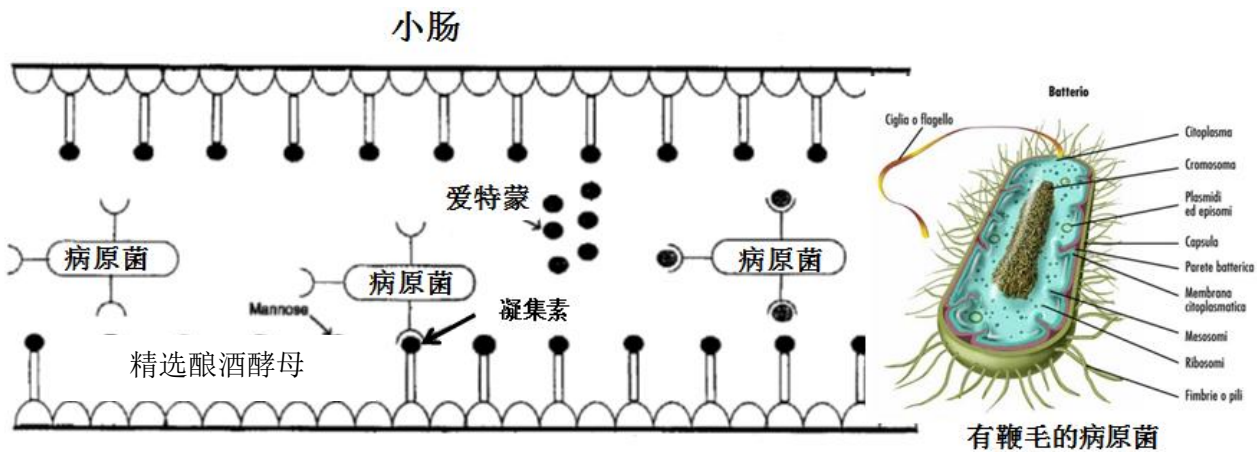 小肠
爱特蒙
病原菌
病原菌
病原菌
Mannose
凝集素
精选酿酒酵母
Batterio
Ciglia o flagello
Citoplasma
Cromosoma
Plasmidi
ed episomi
Capsula
Parete batterica
Membrana
citoplasmatica
Mesosomi
Ribosomi
Fimbrie o pili
有鞭毛的病原菌